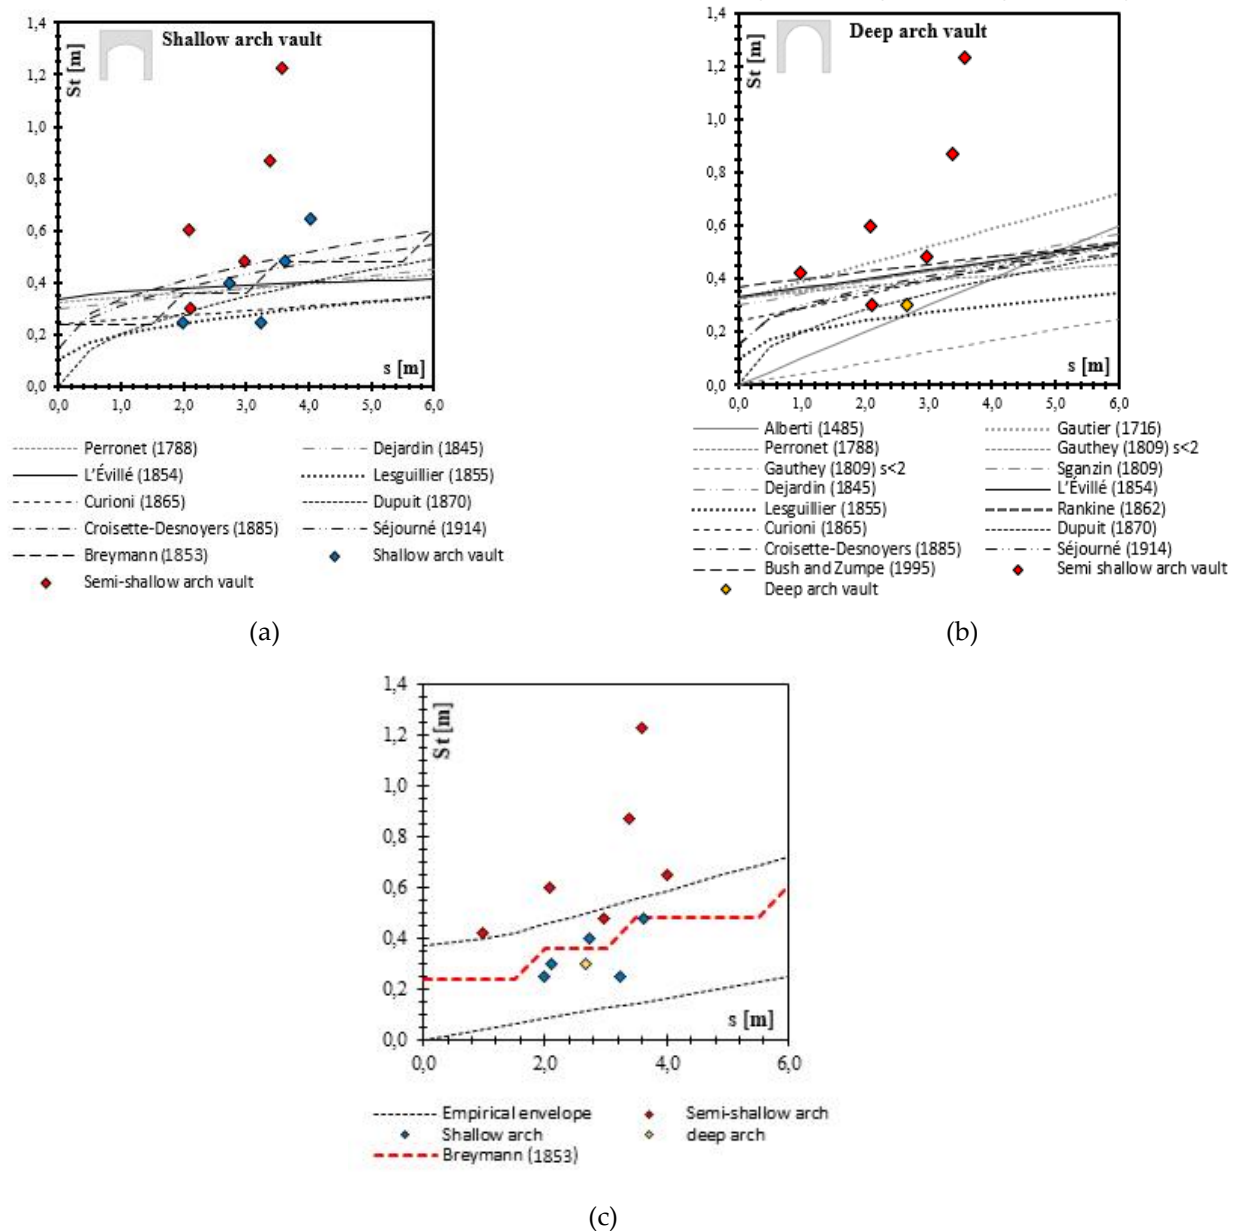 Shallow arch vault
St [m]
1,4
1,2
1,0
0,8
0,6
0,4
0,2
0,0
s [m]
0,0 1,0 2,0 3,0 4,0 5,0 6,0
Perronet (1788) Dejardin (1845)
L'Évillé (1854) Lesguillier (1855)
Curioni (1865) Dupuit (1870)
Croisette-Desnoyers (1885) Séjourné (1914)
Breymann (1853) Shallow arch vault
Semi-shallow arch vault
(a)
Deep arch vault
St [m]
1,4
1,2
1,0
0,8
0,6
0,4
0,2
0,0
s [m]
0,0 1,0 2,0 3,0 4,0 5,0 6,0
Alberti (1485) Gautier (1716)
Perronet (1788) Gauthey (1809) s<2
Gauthey (1809) s<2 Sganzin (1809)
Dejardin (1845) L'Évillé (1854)
Lesguillier (1855) Rankine (1862)
Curioni (1865) Dupuit (1870)
Croisette-Desnoyers (1885) Séjourné (1914)
Bush and Zumpe (1995) Semi shallow arch vault
Deep arch vault
(b)
St [m]
1,4
1,2
1,0
0,8
0,6
0,4
0,2
0,0
s [m]
0,0 2,0 4,0 6,0
Empirical envelope Semi-shallow arch
Shallow arch deep arch
Breymann (1853)
(c)